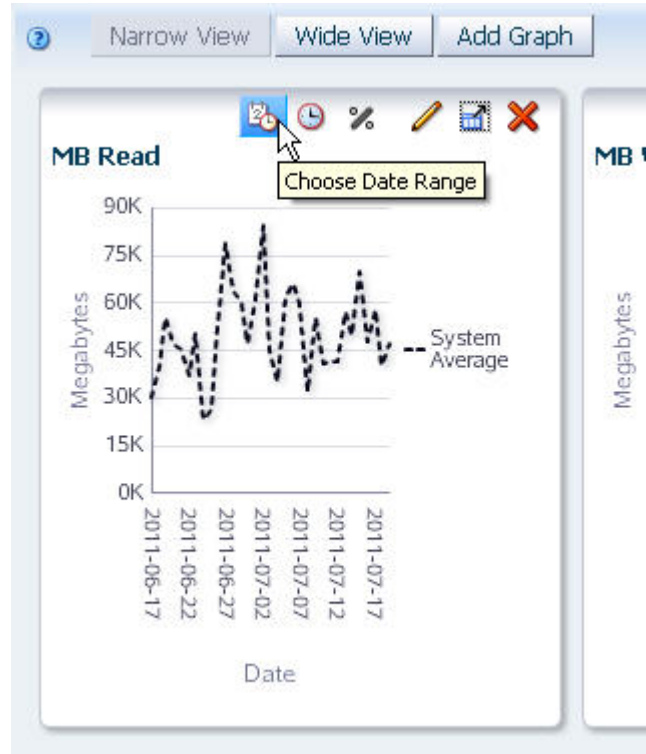 Narrow View Wide View Add Graph
MB Read
Choose Date Range
90K
75K
60K
45K
30K
15K
0K
Megabytes
System
Average
2011-06-17
2011-06-22
2011-06-27
2011-07-02
2011-07-07
2011-07-12
2011-07-17
Date
MB
Megabytes